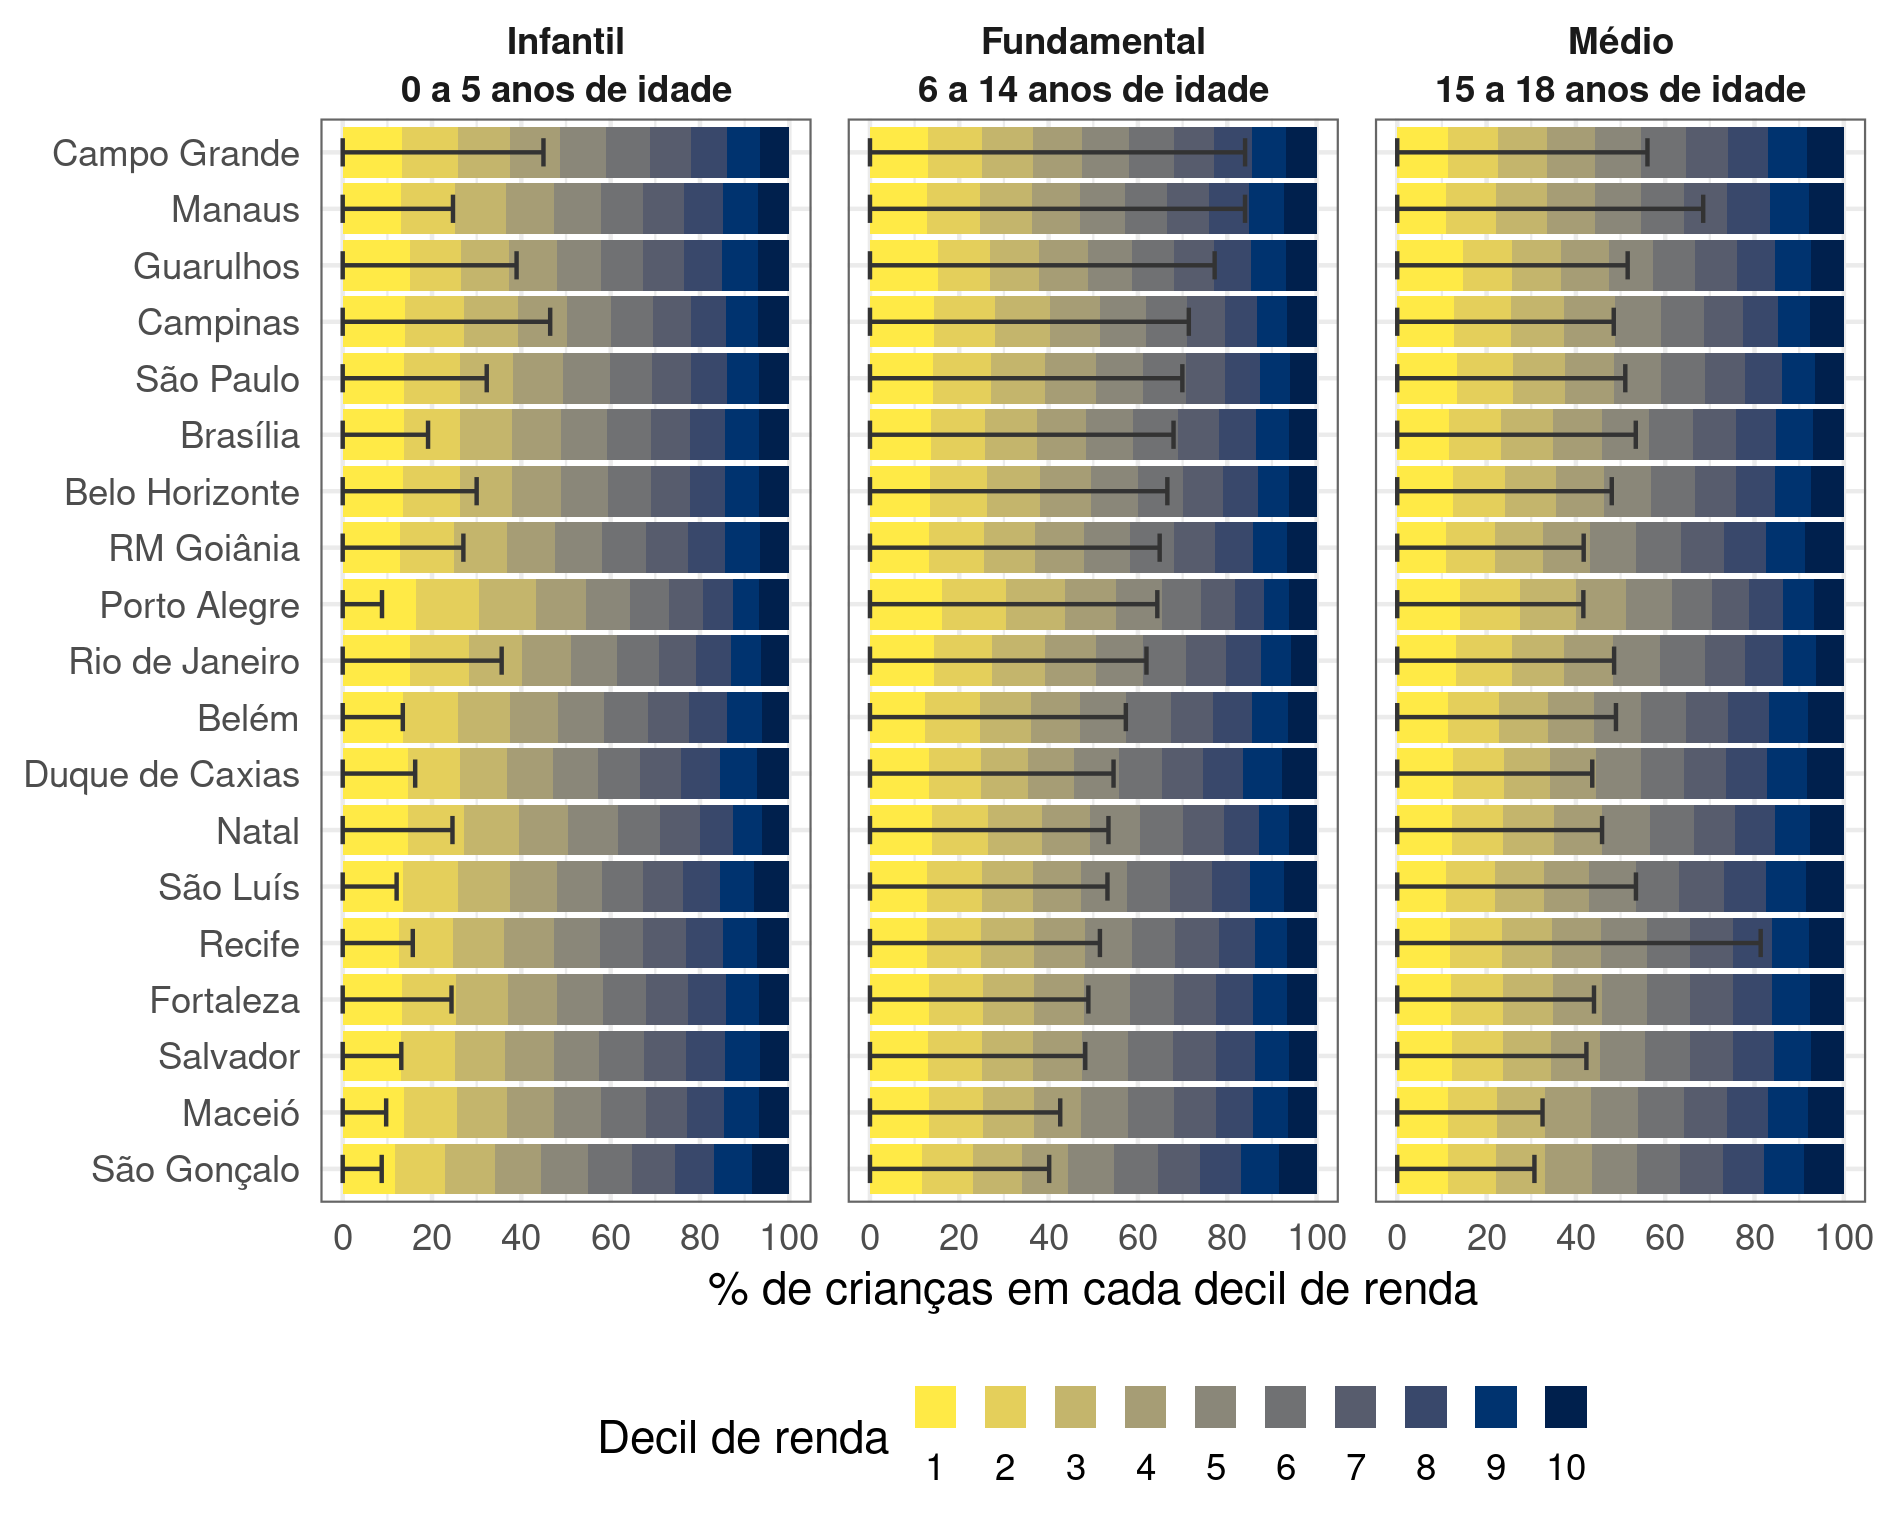 Infantil
0 a 5 anos de idade
Fundamental
6 a 14 anos de idade
Médio
15 a 18 anos de idade
Campo Grande
Manaus
Guarulhos
Campinas
São Paulo
Brasília
Belo Horizonte
RM Goiânia
Porto Alegre
Rio de Janeiro
Belém
Duque de Caxias
Natal
São Luís
Recife
Fortaleza
Salvador
Maceió
São Gonçalo
0 20 40 60 80 100
0 20 40 60 80 100
0 20 40 60 80 100
% de crianças em cada decil de renda
Decil de renda
1 2 3 4 5 6 7 8 9 10